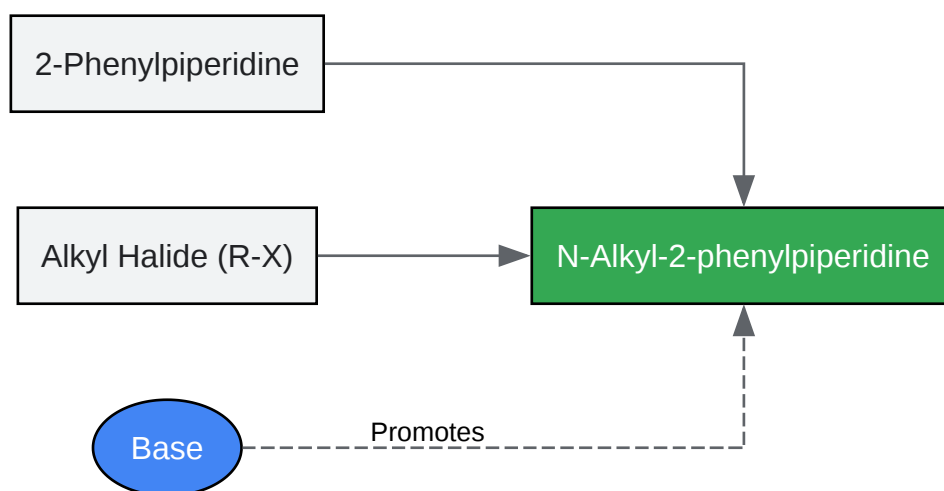 2-Phenylpiperidine
Alkyl Halide (R-X)
N-Alkyl-2-phenylpiperidine
Promotes
Base